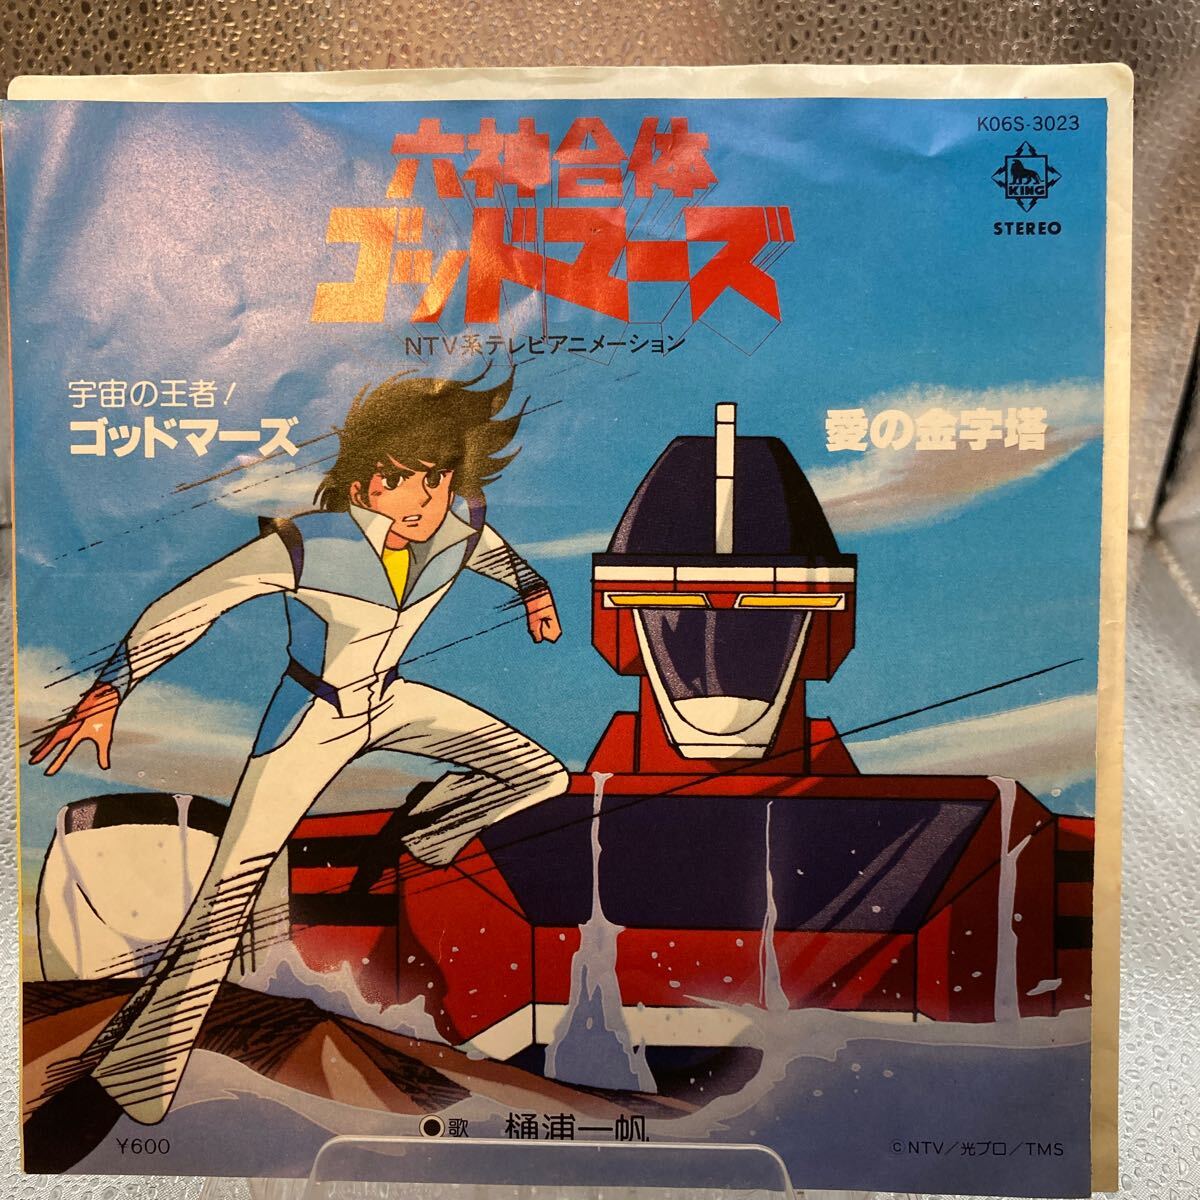 K06S-3023
KING
STEREO
六神合体
ゴッドマーズ
NTV系テレビアニメーション
宇宙の王者!
ゴッドマーズ
愛の金字塔
¥600
●歌 樋浦一帆
©NTV/光プロ/TMS